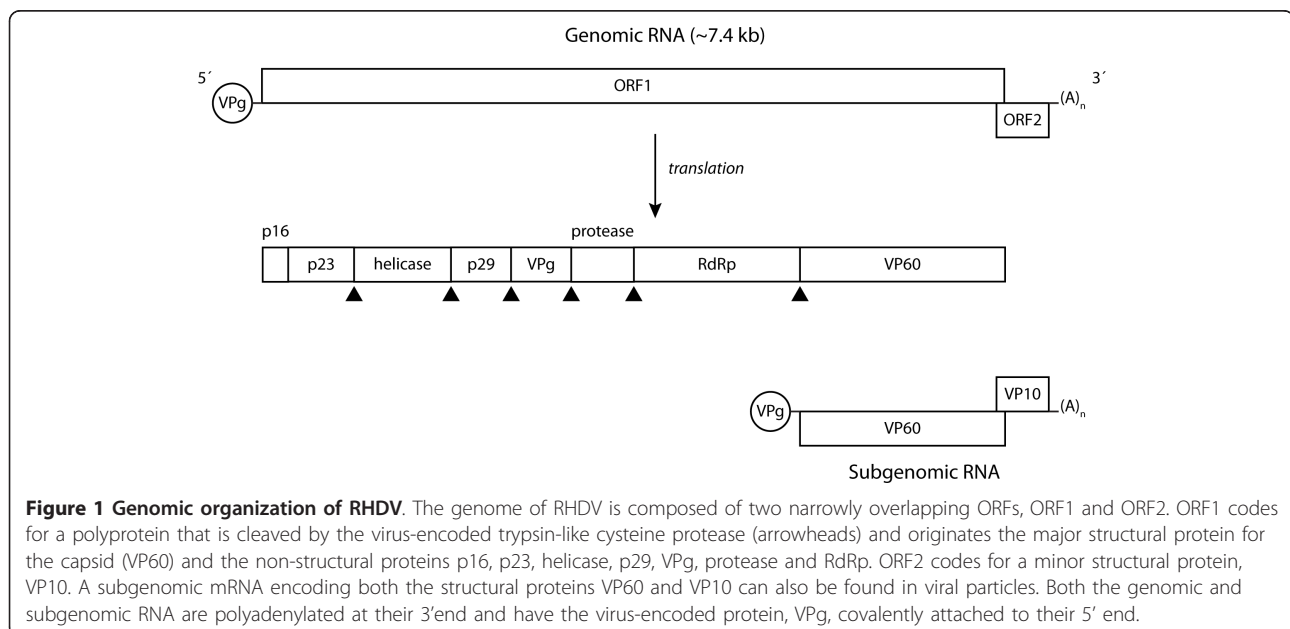 Genomic RNA (~7.4 kb)
5´
3´
ORF1
VPg
(A)n
ORF2
translation
p16
protease
p23
helicase
p29
VPg
RdRp
VP60
VP10
VPg
(A)n
VP60
Subgenomic RNA
Figure 1 Genomic organization of RHDV. The genome of RHDV is composed of two narrowly overlapping ORFs, ORF1 and ORF2. ORF1 codes
for a polyprotein that is cleaved by the virus-encoded trypsin-like cysteine protease (arrowheads) and originates the major structural protein for
the capsid (VP60) and the non-structural proteins p16, p23, helicase, p29, VPg, protease and RdRp. ORF2 codes for a minor structural protein,
VP10. A subgenomic mRNA encoding both the structural proteins VP60 and VP10 can also be found in viral particles. Both the genomic and
subgenomic RNA are polyadenylated at their 3’end and have the virus-encoded protein, VPg, covalently attached to their 5’ end.